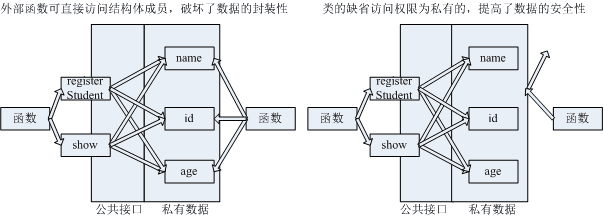 外部函数可直接访问结构体成员，破坏了数据的封装性
name
register
Student
函数
id
函数
show
age
公共接口
私有数据
类的缺省访问权限为私有的，提高了数据的安全性
name
register
Student
函数
id
函数
show
age
公共接口
私有数据